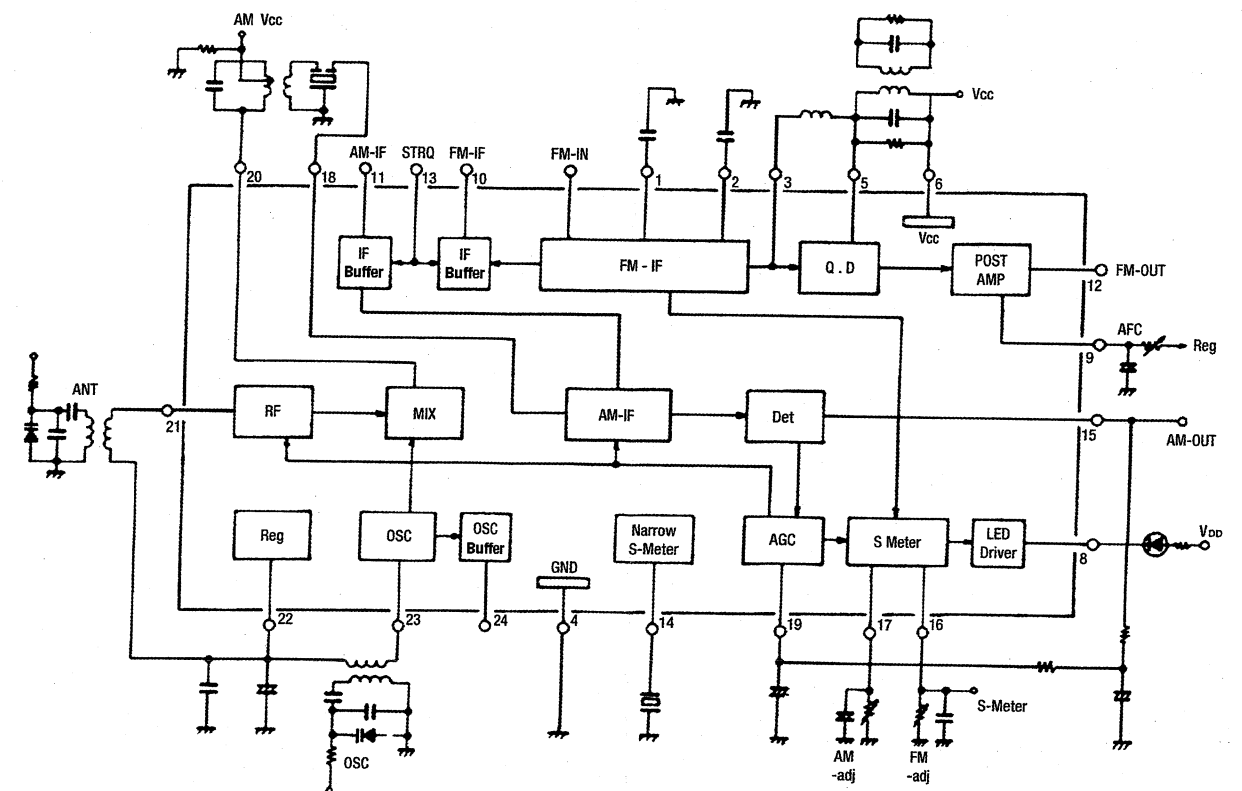 AM Vcc
Vcc
AM-IF STRQ FM-IF FM-IN
20 18 11 13 10 1 2 3 5 6
Vcc
IF Buffer
IF Buffer
FM - IF
Q . D
POST AMP
FM-OUT
12
AFC
9
Reg
ANT
21
RF
MIX
AM-IF
Det
15
AM-OUT
Reg
OSC
OSC Buffer
Narrow S-Meter
AGC
S Meter
LED Driver
8
VDD
GND
22 23 24 4 14 19 17 16
S-Meter
OSC
AM -adj
FM -adj